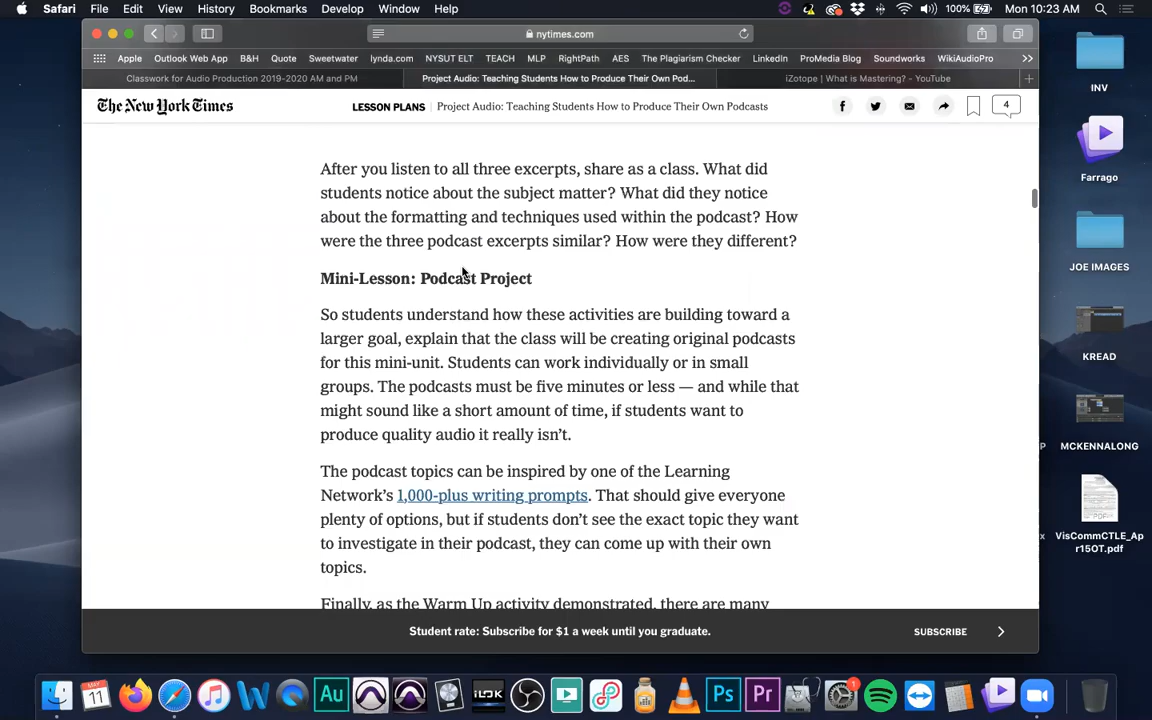 Safari File Edit View History Bookmarks Develop Window Help 100% Mon 10:23 AM
nytimes.com
Apple Outlook Web App B&H Quote Sweetwater lynda.com NYSUT ELT TEACH MLP RightPath AES The Plagiarism Checker LinkedIn ProMedia Blog Soundworks WikiAudioPro
Classwork for Audio Production 2019-2020 AM and PM Project Audio: Teaching Students How to Produce Their Own Pod... iZotope | What is Mastering? - YouTube
The New York Times LESSON PLANS | Project Audio: Teaching Students How to Produce Their Own Podcasts 4
After you listen to all three excerpts, share as a class. What did
students notice about the subject matter? What did they notice
about the formatting and techniques used within the podcast? How
were the three podcast excerpts similar? How were they different?
Mini-Lesson: Podcast Project
So students understand how these activities are building toward a
larger goal, explain that the class will be creating original podcasts
for this mini-unit. Students can work individually or in small
groups. The podcasts must be five minutes or less — and while that
might sound like a short amount of time, if students want to
produce quality audio it really isn't.
The podcast topics can be inspired by one of the Learning
Network's 1,000-plus writing prompts. That should give everyone
plenty of options, but if students don't see the exact topic they want
to investigate in their podcast, they can come up with their own
topics.
Finally, as the Warm Up activity demonstrated, there are many
Student rate: Subscribe for $1 a week until you graduate. SUBSCRIBE
INV
Farrago
JOE IMAGES
KREAD
MCKENNALONG
VisCommCTLE_Ap
r15OT.pdf
11
W
Au
iLOK
Ps
Pr
1